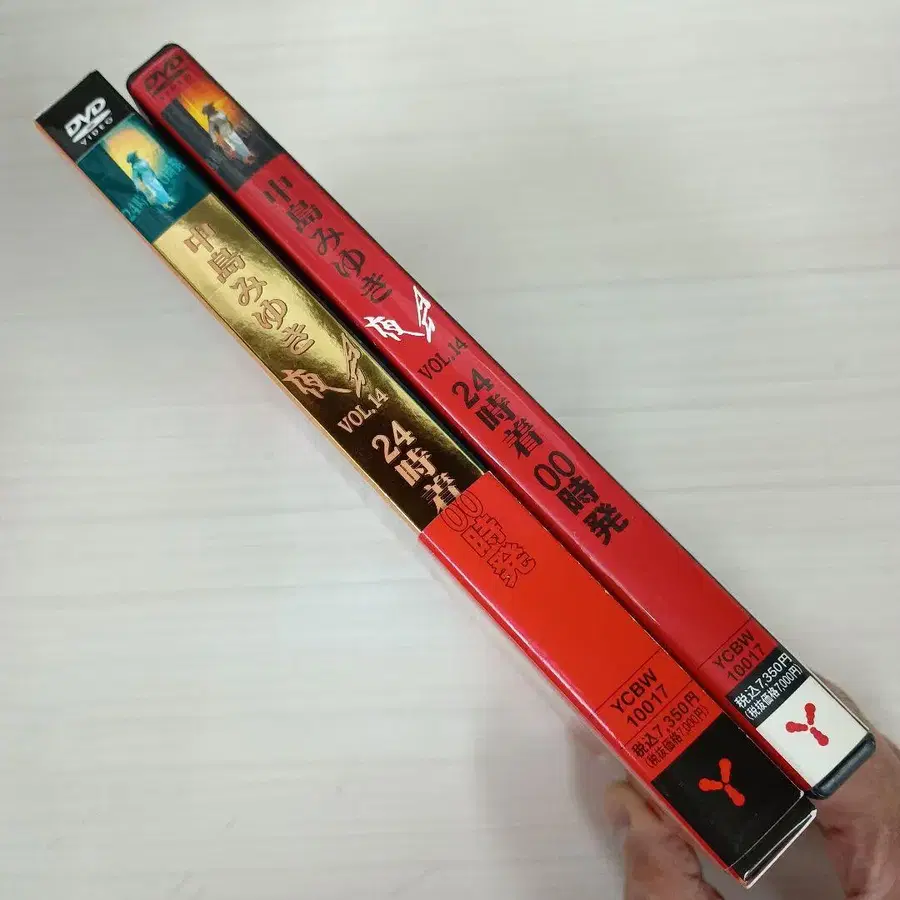 DVD
VIDEO
中島みゆき 夜会 VOL.14 24時着 00時発
YCBW
10017
税込7,350円
(税抜価格7,000円)
DVD
VIDEO
中島みゆき 夜会 VOL.14 24時着 00時発
YCBW
10017
税込7,350円
(税抜価格7,000円)